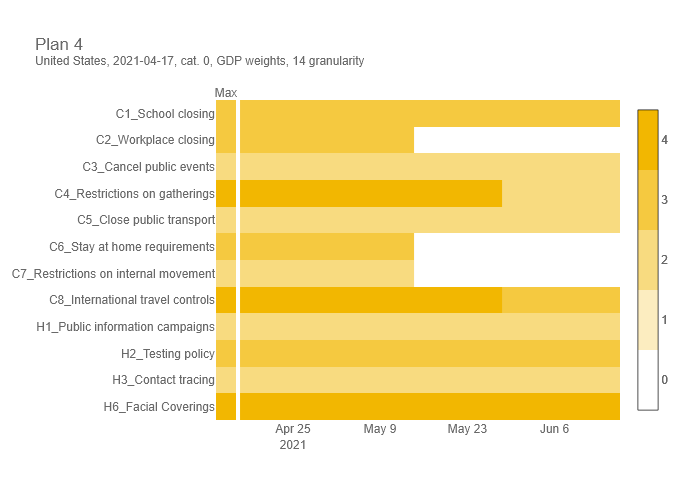 Plan 4
United States, 2021-04-17, cat. 0, GDP weights, 14 granularity
Max
C1_School closing
C2_Workplace closing
C3_Cancel public events
C4_Restrictions on gatherings
C5_Close public transport
C6_Stay at home requirements
C7_Restrictions on internal movement
C8_International travel controls
H1_Public information campaigns
H2_Testing policy
H3_Contact tracing
H6_Facial Coverings
Apr 25 May 9 May 23 Jun 6
2021
4
3
2
1
0